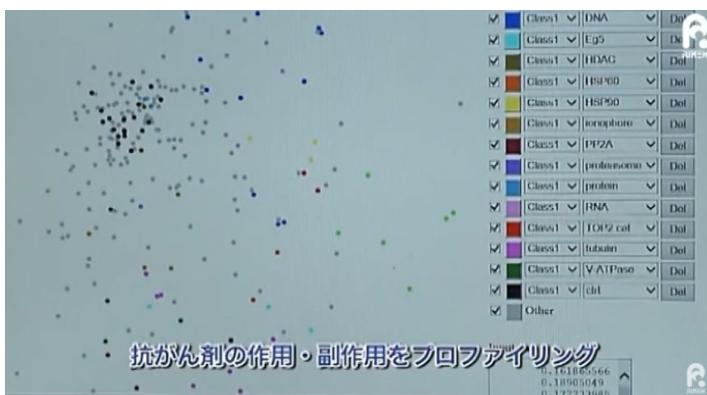 Class1 DNA Del
Class1 Eg5 Del
Class1 HDAC Del
Class1 HSP60 Del
Class1 HSP90 Del
Class1 ionophore Del
Class1 PP2A Del
Class1 proteasome Del
Class1 protein Del
Class1 RNA Del
Class1 TOP2 cat Del
Class1 tubulin Del
Class1 V-ATPase Del
Class1 ctrl Del
Other
抗がん剤の作用・副作用をプロファイリング
Input
0.161865566
0.18905049